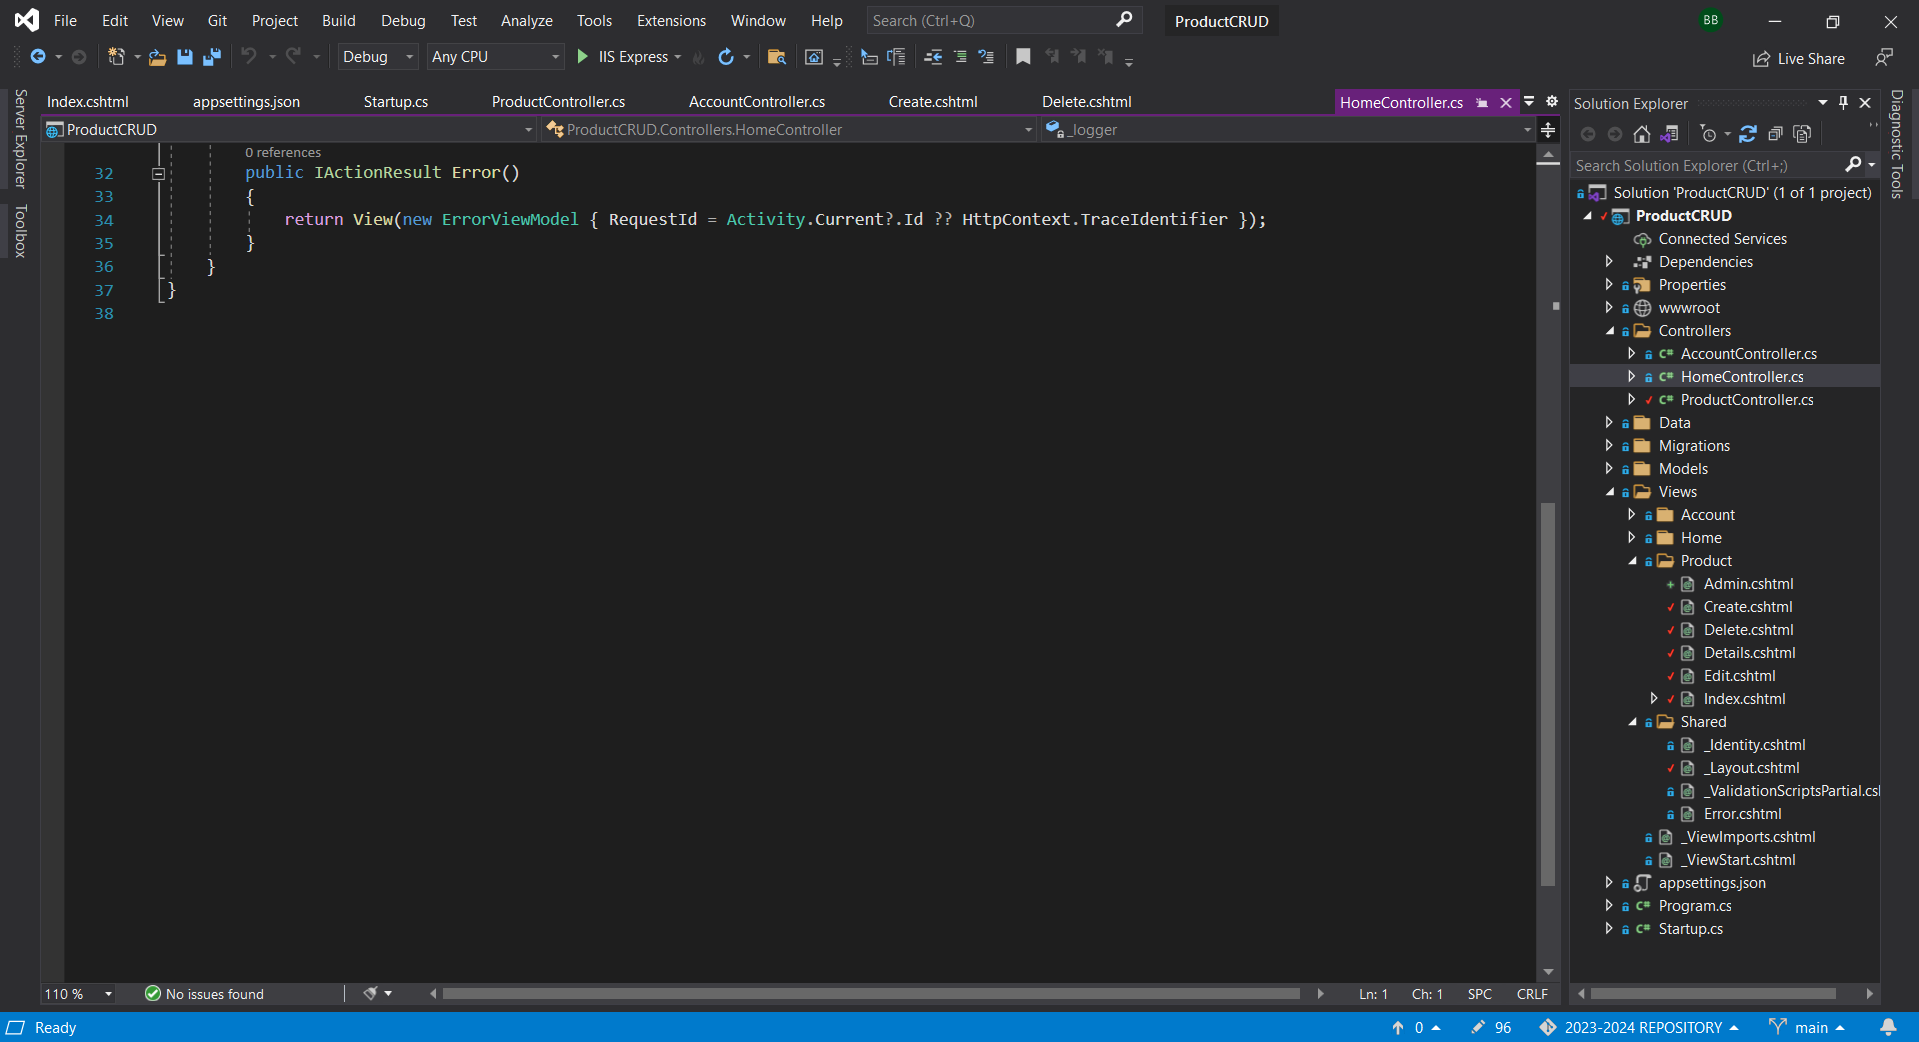 File Edit View Git Project Build Debug Test Analyze Tools Extensions Window Help Search (Ctrl+Q) ProductCRUD BB
Debug Any CPU IIS Express Live Share
Server Explorer
Toolbox
Index.cshtml appsettings.json Startup.cs ProductController.cs AccountController.cs Create.cshtml Delete.cshtml HomeController.cs
ProductCRUD ProductCRUD.Controllers.HomeController _logger
0 references
32 public IActionResult Error()
33 {
34 return View(new ErrorViewModel { RequestId = Activity.Current?.Id ?? HttpContext.TraceIdentifier });
35 }
36 }
37 }
38
110 % No issues found Ln: 1 Ch: 1 SPC CRLF
Solution Explorer
Search Solution Explorer (Ctrl+;)
Solution 'ProductCRUD' (1 of 1 project)
ProductCRUD
Connected Services
Dependencies
Properties
wwwroot
Controllers
C# AccountController.cs
C# HomeController.cs
C# ProductController.cs
Data
Migrations
Models
Views
Account
Home
Product
Admin.cshtml
Create.cshtml
Delete.cshtml
Details.cshtml
Edit.cshtml
Index.cshtml
Shared
_Identity.cshtml
_Layout.cshtml
_ValidationScriptsPartial.csl
Error.cshtml
_ViewImports.cshtml
_ViewStart.cshtml
appsettings.json
C# Program.cs
C# Startup.cs
Diagnostic Tools
Ready 0 96 2023-2024 REPOSITORY main